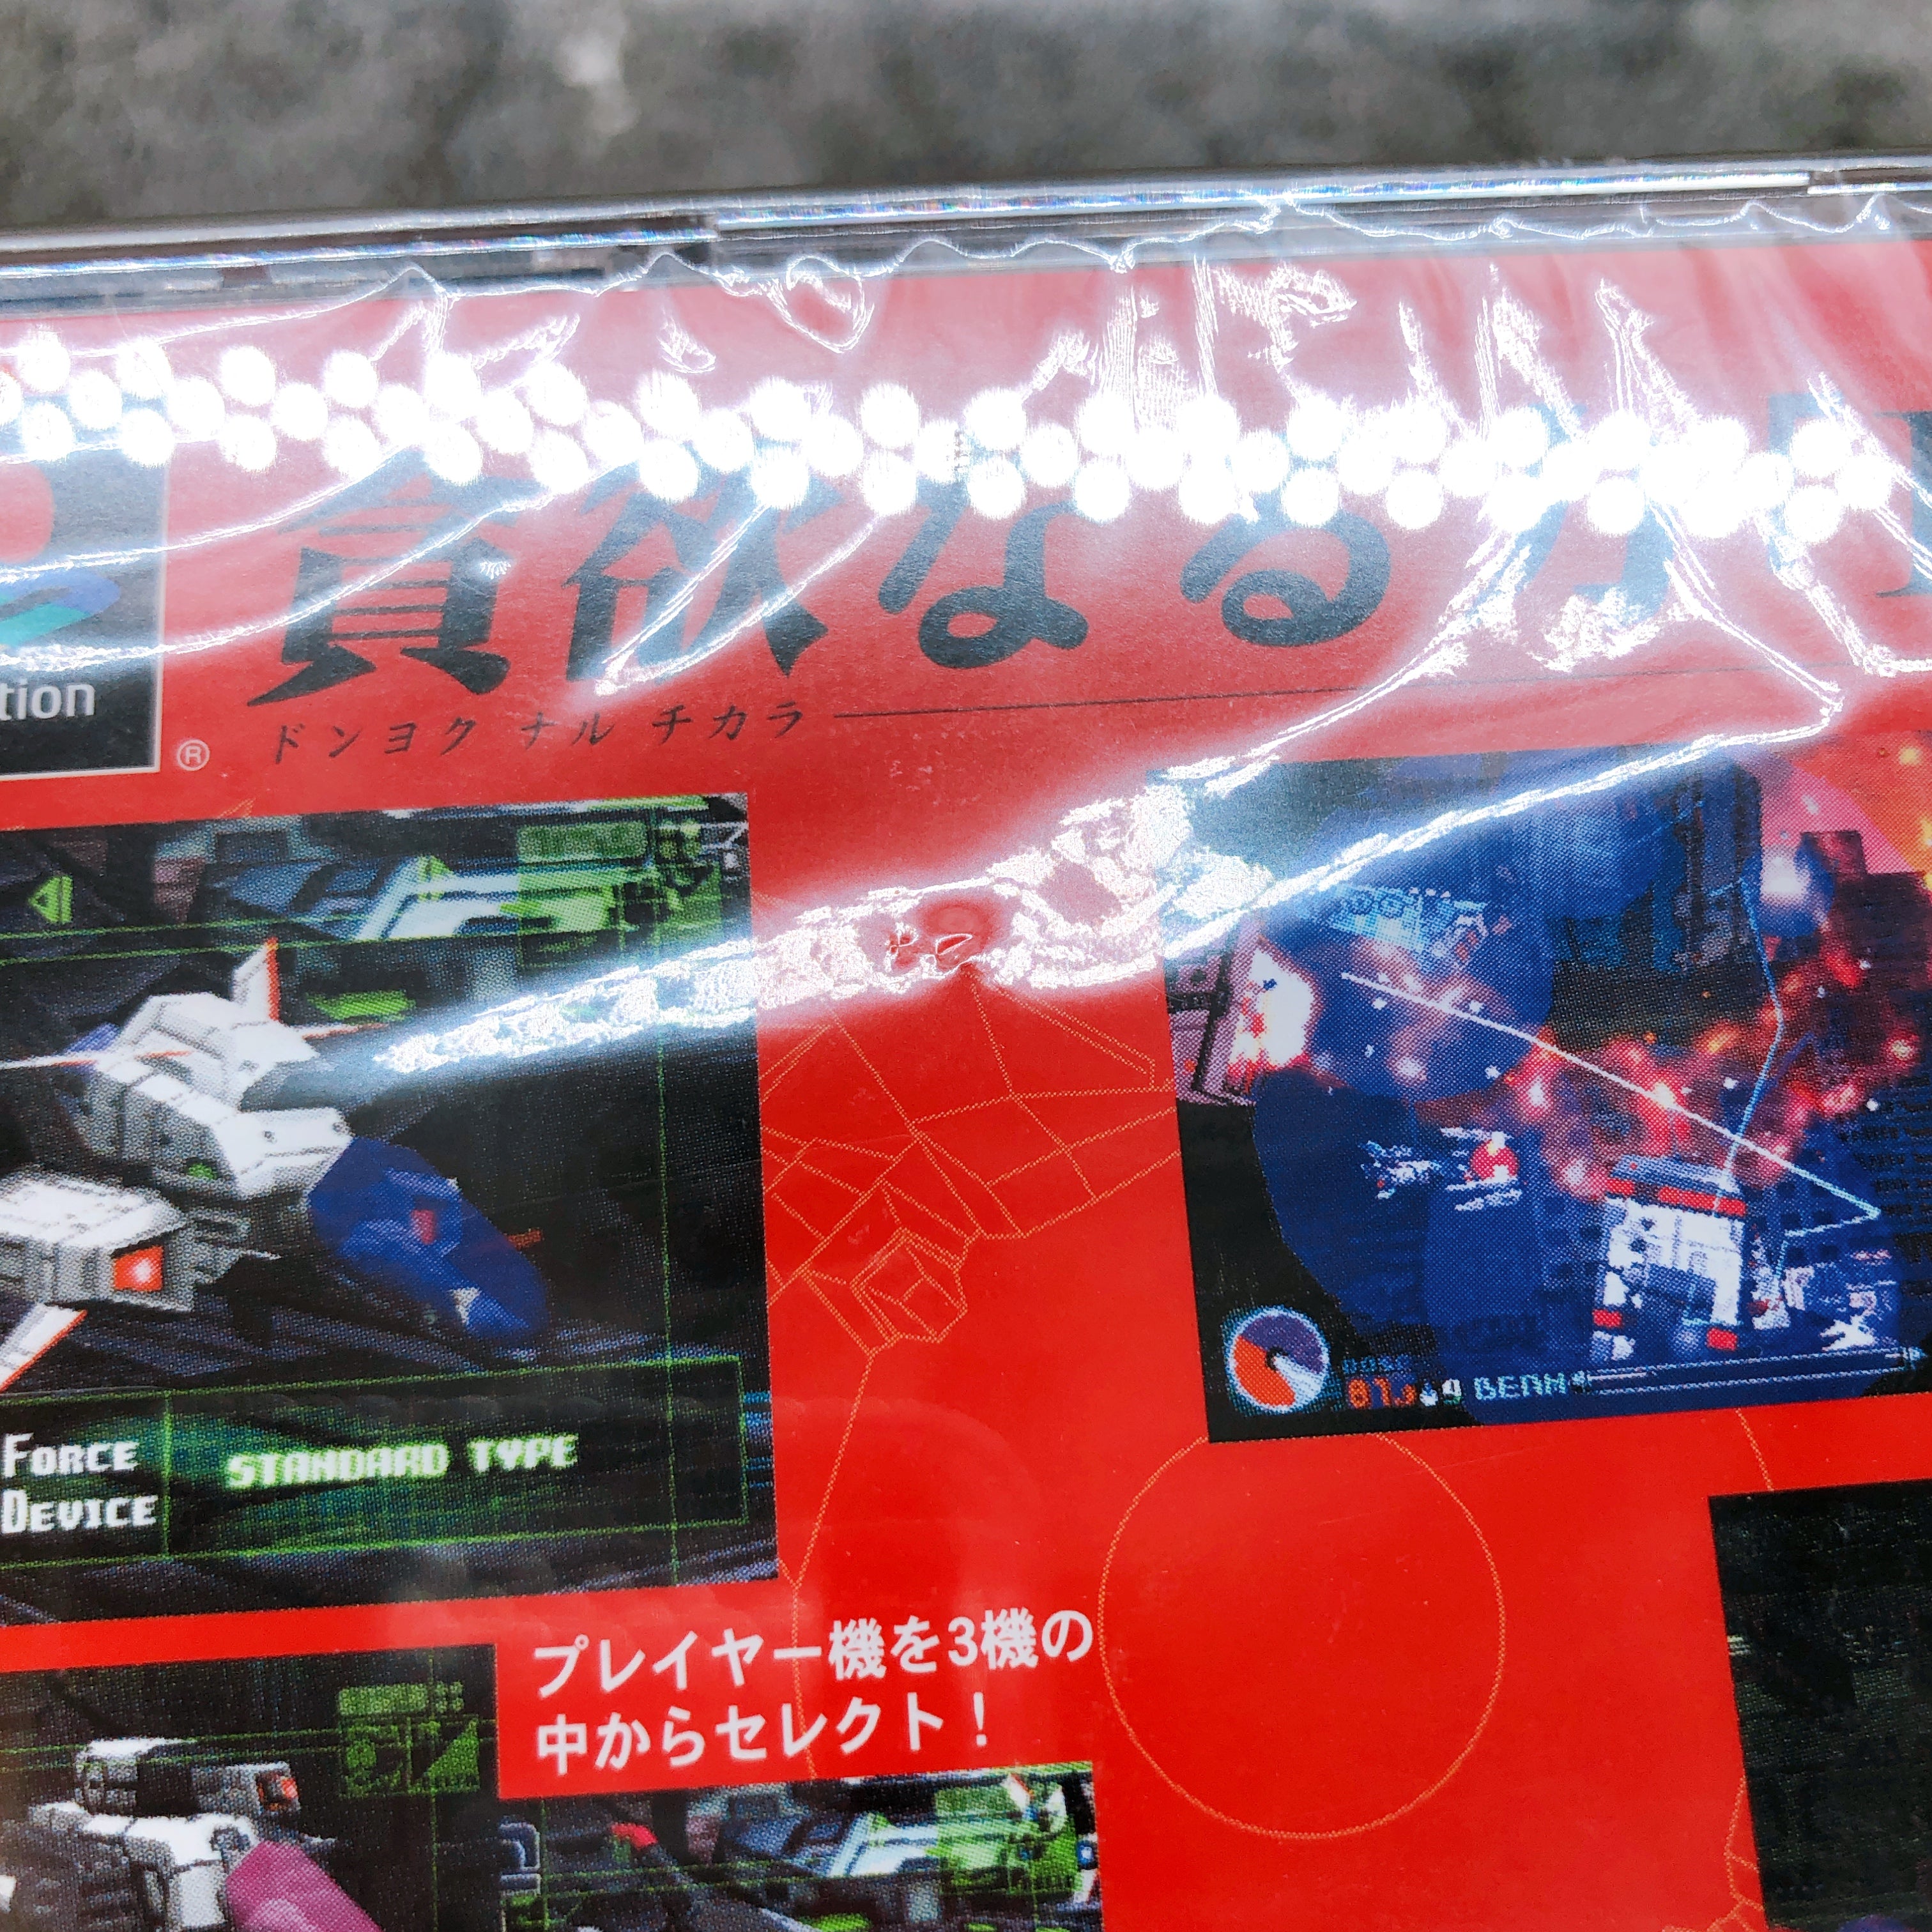 貪欲なる力
tion
®
ドンヨク ナル チカラ
FORCE
DEVICE
STANDARD TYPE
BEAM
プレイヤー機を3機の
中からセレクト！